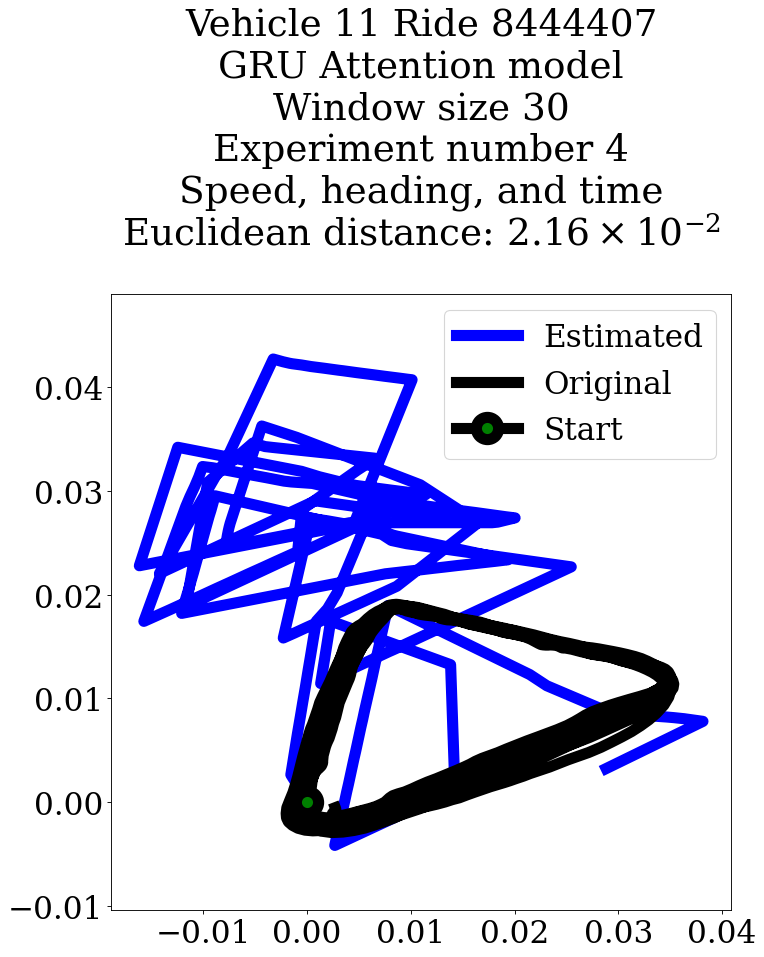 Vehicle 11 Ride 8444407
GRU Attention model
Window size 30
Experiment number 4
Speed, heading, and time
Euclidean distance: 2.16 × 10⁻²
Estimated
Original
Start
0.04
0.03
0.02
0.01
0.00
−0.01
−0.01 0.00 0.01 0.02 0.03 0.04